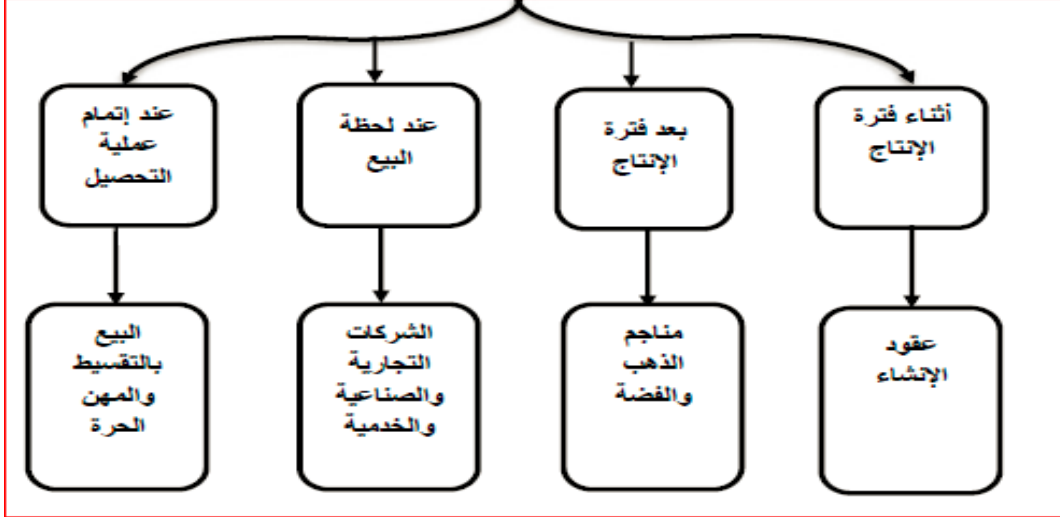 أثناء فترة
الإنتاج
بعد فترة
الإنتاج
عند لحظة
البيع
عند إتمام
عملية
التحصيل
عقود
الإنشاء
مناجم
الذهب
والفضة
الشركات
التجارية
والصناعية
والخدمية
البيع
بالتقسيط
والمهن
الحرة